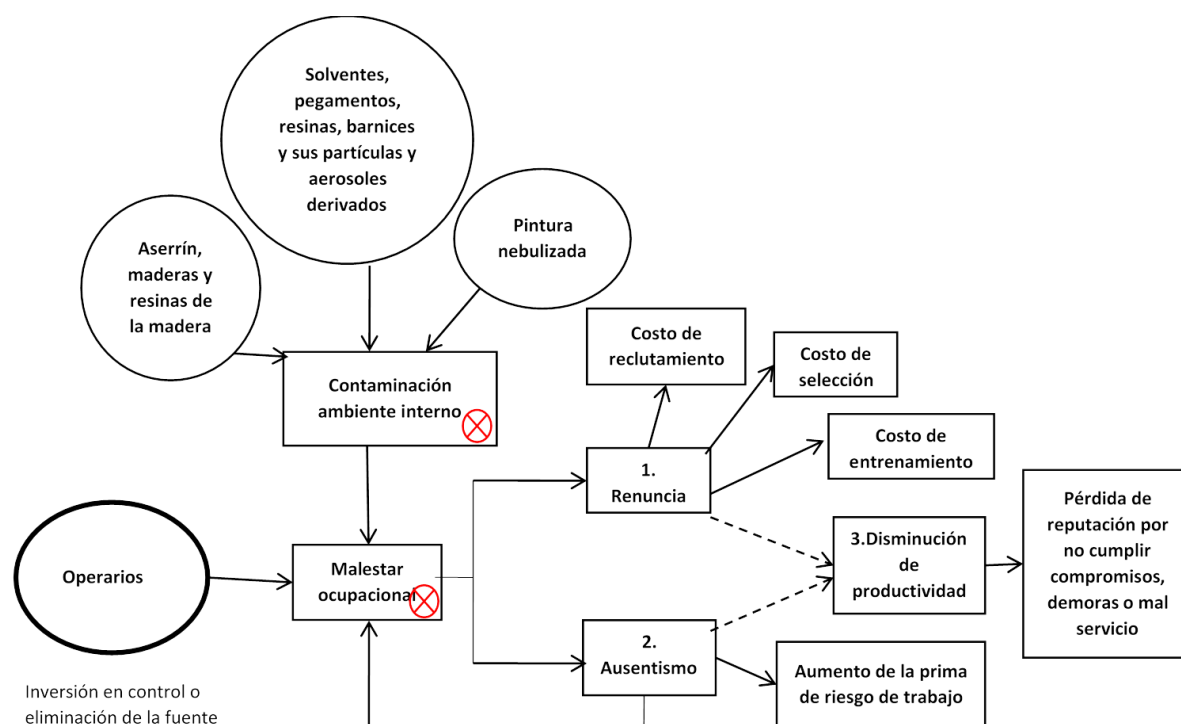 Solventes,
pegamentos,
resinas, barnices
y sus partículas y
aerosoles
derivados
Pintura
nebulizada
Aserrín,
maderas y
resinas de
la madera
Costo de
reclutamiento
Costo de
selección
Contaminación
ambiente interno
Costo de
entrenamiento
1.
Renuncia
Pérdida de
reputación por
no cumplir
compromisos,
demoras o mal
servicio
3.Disminución
de
productividad
Operarios
Malestar
ocupacional
2.
Ausentismo
Aumento de la prima
de riesgo de trabajo
Inversión en control o
eliminación de la fuente